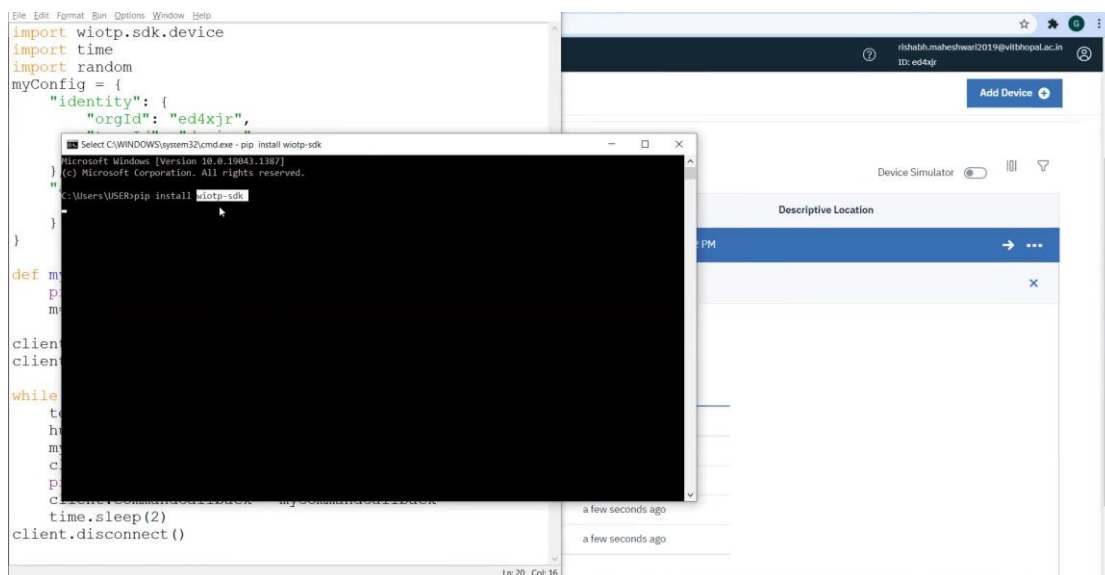 File Edit Format Run Options Window Help
import wiotp.sdk.device
import time
import random
myConfig = {
"identity": {
"orgId": "ed4xjr",
}
"
}
}
def m
p
m
client
client
while
te
hu
my
c
p
time.sleep(2)
client.disconnect()
Ln: 20 Col: 16
Select C:\WINDOWS\system32\cmd.exe - pip install wiotp-sdk
Microsoft Windows [Version 10.0.19043.1387]
(c) Microsoft Corporation. All rights reserved.
C:\Users\USER>pip install wiotp-sdk
G
rishabh.maheshwari2019@vitbhopal.ac.in
ID: ed4xjr
Add Device
Device Simulator
Descriptive Location
PM
a few seconds ago
a few seconds ago